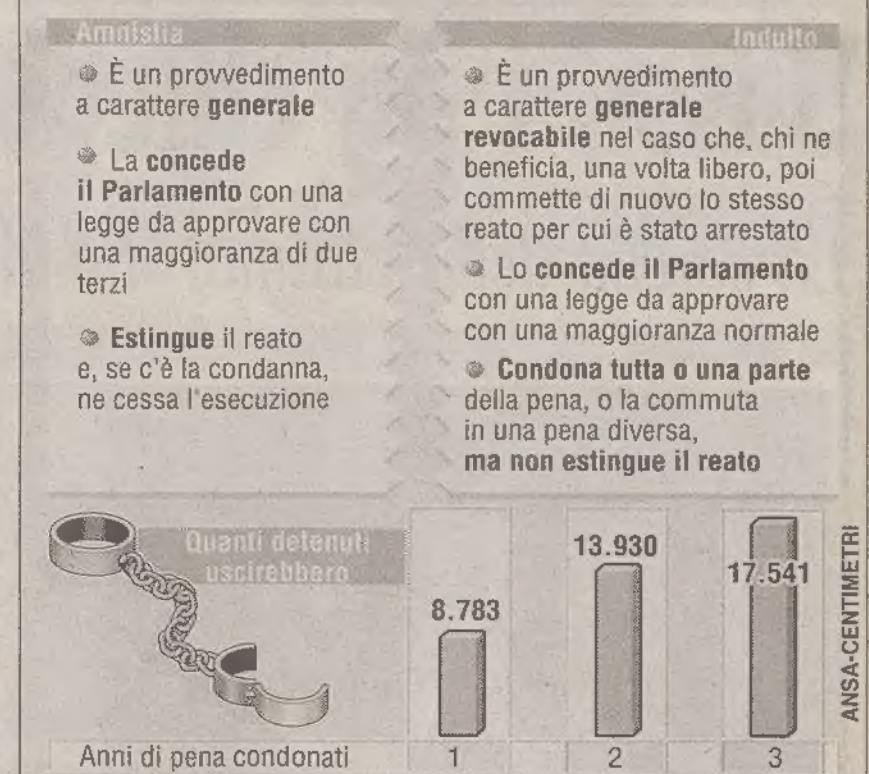 Amnistia
È un provvedimento
a carattere generale
La concede
il Parlamento con una
legge da approvare con
una maggioranza di due
terzi
Estingue il reato
e, se c'è la condanna,
ne cessa l'esecuzione
Indulto
È un provvedimento
a carattere generale
revocabile nel caso che, chi ne
beneficia, una volta libero, poi
commette di nuovo lo stesso
reato per cui è stato arrestato
Lo concede il Parlamento
con una legge da approvare
con una maggioranza normale
Condona tutta o una parte
della pena, o la commuta
in una pena diversa,
ma non estingue il reato
Quanti detenuti
uscirebbero
8.783
13.930
17.541
Anni di pena condonati
1
2
3
ANSA-CENTIMETRI